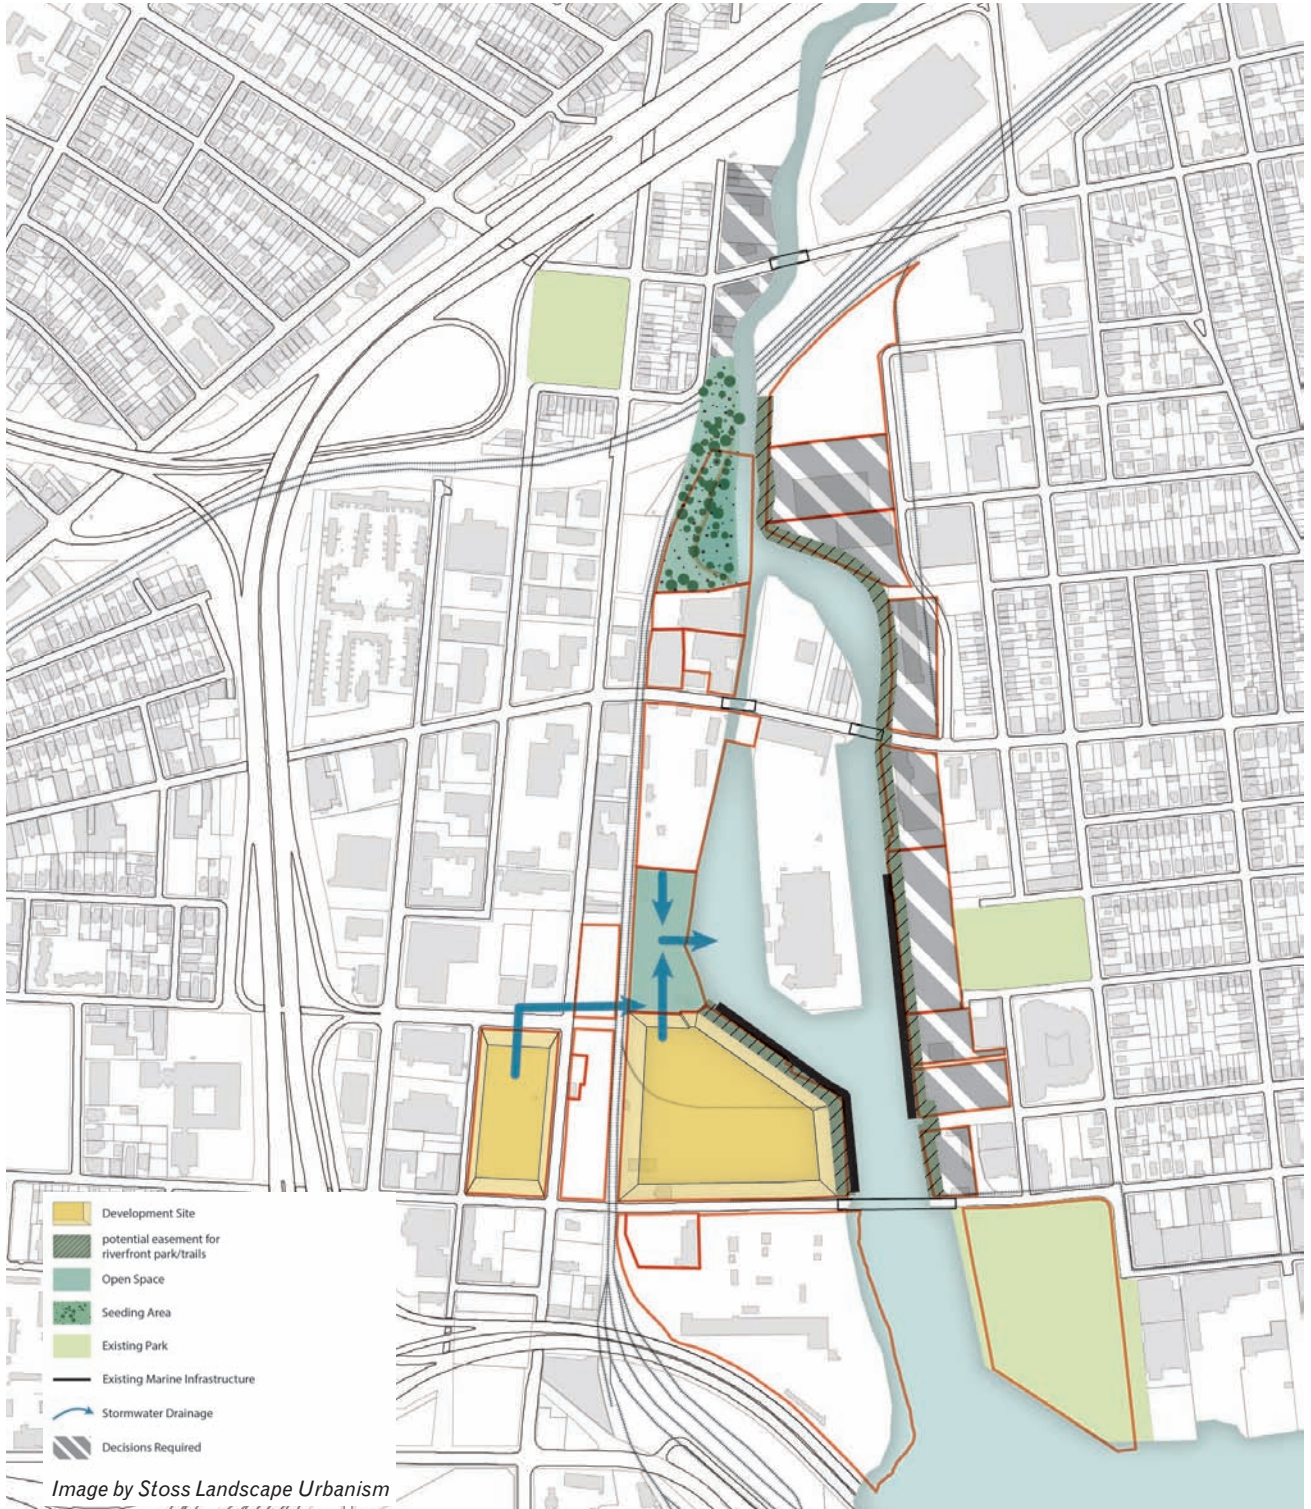 Development Site
potential easement for
riverfront park/trails
Open Space
Seeding Area
Existing Park
Existing Marine Infrastructure
Stormwater Drainage
Decisions Required
Image by Stoss Landscape Urbanism